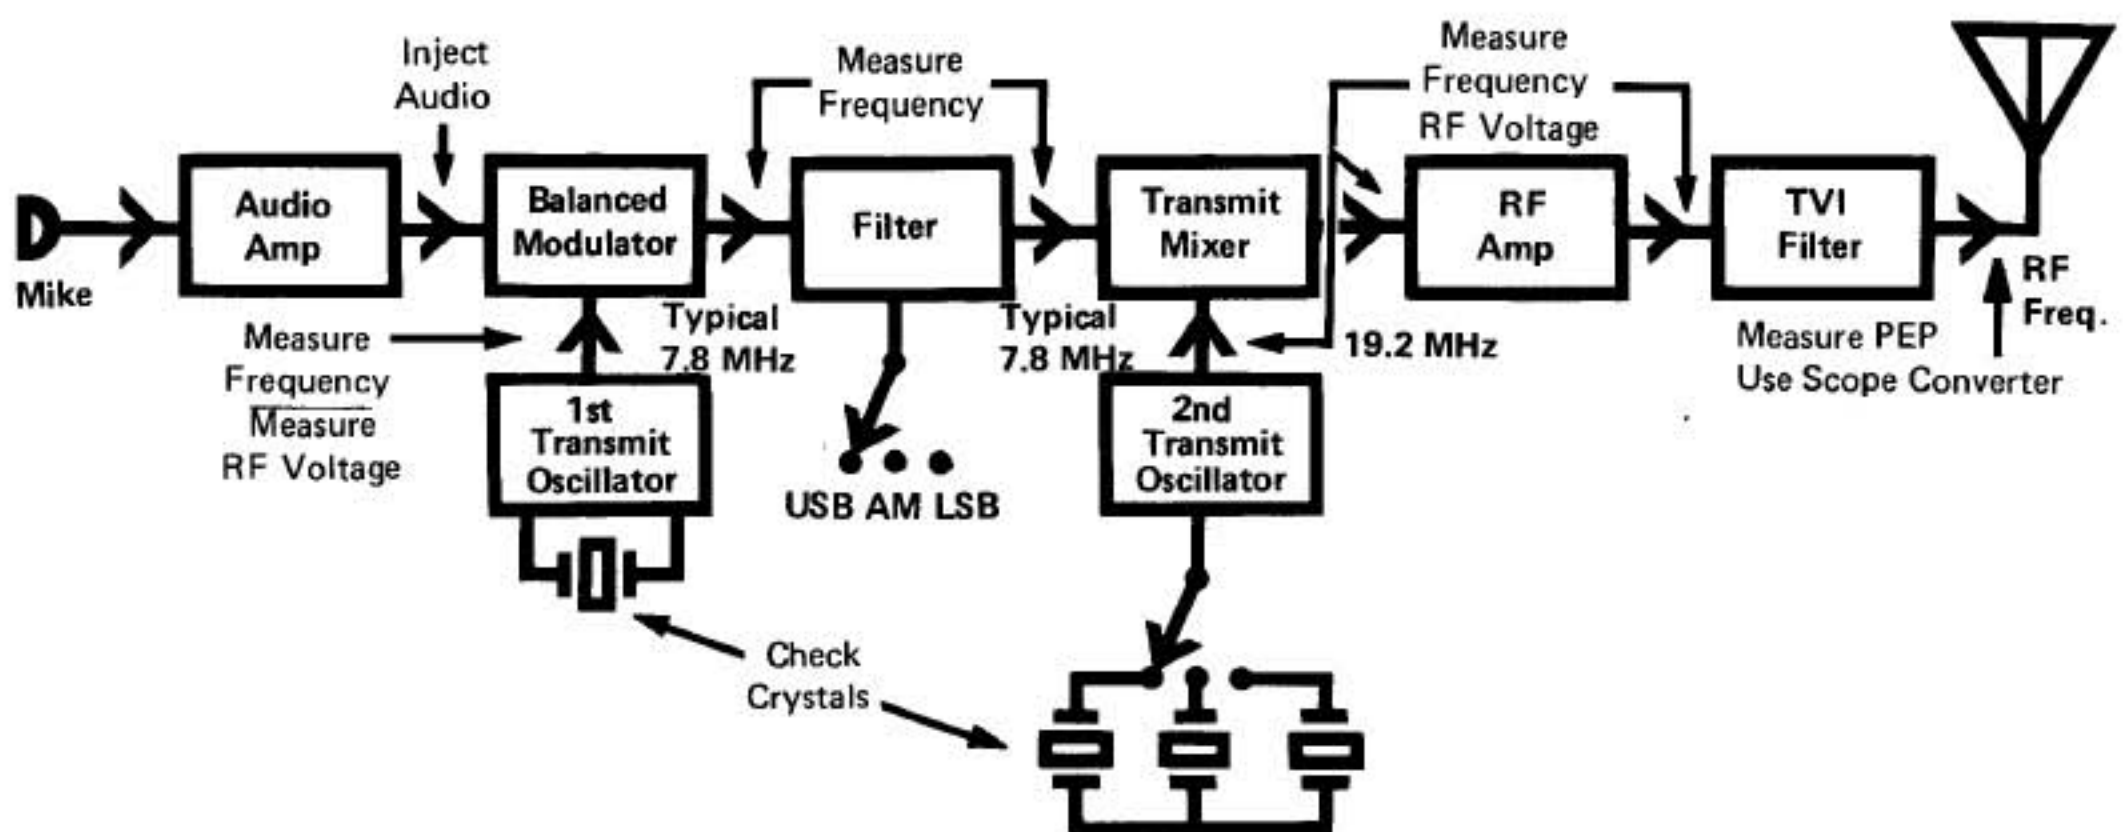 Inject
Audio
Measure
Frequency
Measure
Frequency
RF Voltage
Mike
Audio
Amp
Balanced
Modulator
Filter
Transmit
Mixer
RF
Amp
TVI
Filter
RF
Freq.
Measure
Frequency
Measure
RF Voltage
Typical
7.8 MHz
Typical
7.8 MHz
19.2 MHz
Measure PEP
Use Scope Converter
1st
Transmit
Oscillator
USB AM LSB
2nd
Transmit
Oscillator
Check
Crystals